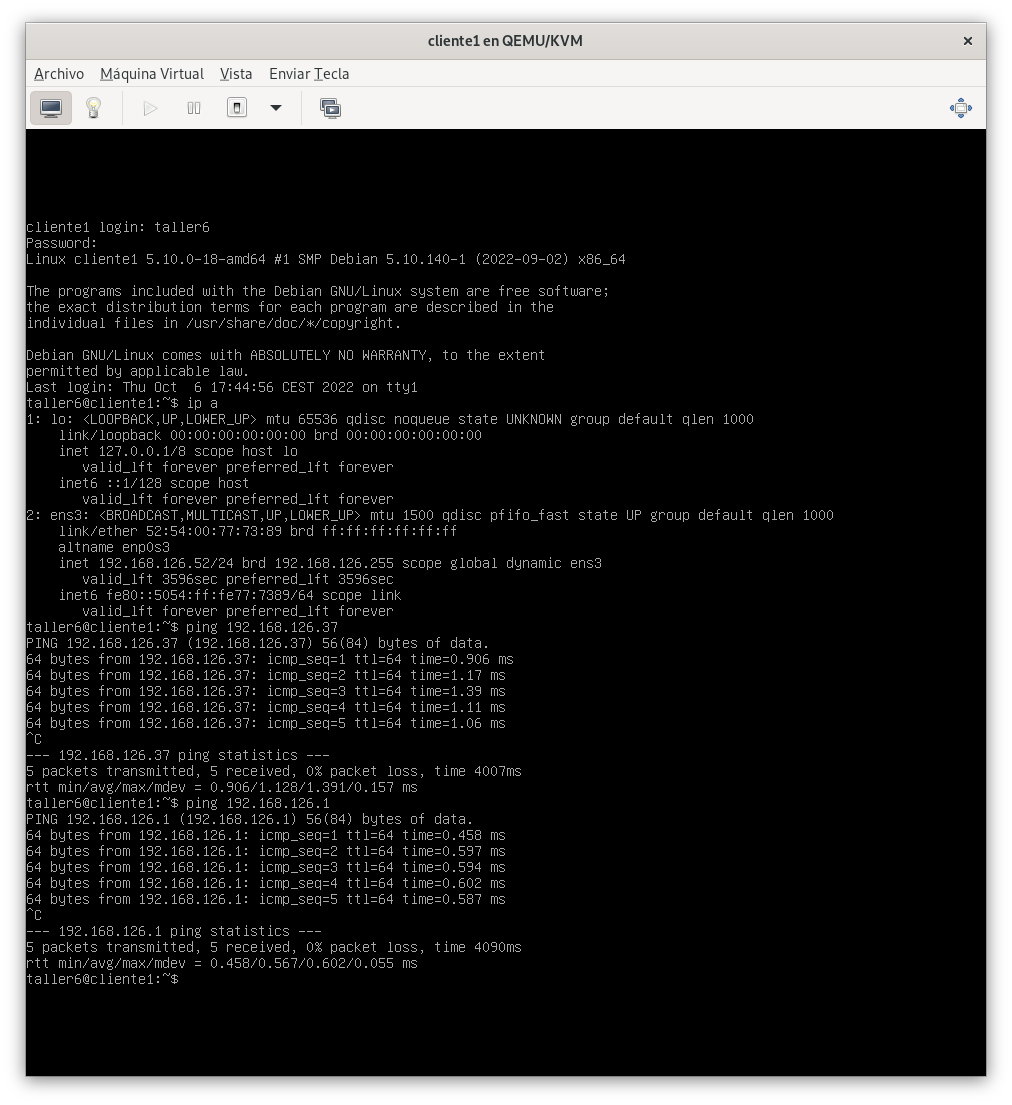 cliente1 en QEMU/KVM
Archivo Máquina Virtual Vista Enviar Tecla
cliente1 login: taller6
Password:
Linux cliente1 5.10.0-18-amd64 #1 SMP Debian 5.10.140-1 (2022-09-02) x86_64
The programs included with the Debian GNU/Linux system are free software;
the exact distribution terms for each program are described in the
individual files in /usr/share/doc/*/copyright.
Debian GNU/Linux comes with ABSOLUTELY NO WARRANTY, to the extent
permitted by applicable law.
Last login: Thu Oct  6 17:44:56 CEST 2022 on tty1
taller6@cliente1:~$ ip a
1: lo: <LOOPBACK,UP,LOWER_UP> mtu 65536 qdisc noqueue state UNKNOWN group default qlen 1000
    link/loopback 00:00:00:00:00:00 brd 00:00:00:00:00:00
    inet 127.0.0.1/8 scope host lo
       valid_lft forever preferred_lft forever
    inet6 ::1/128 scope host
       valid_lft forever preferred_lft forever
2: ens3: <BROADCAST,MULTICAST,UP,LOWER_UP> mtu 1500 qdisc pfifo_fast state UP group default qlen 1000
    link/ether 52:54:00:77:73:89 brd ff:ff:ff:ff:ff:ff
    altname enp0s3
    inet 192.168.126.52/24 brd 192.168.126.255 scope global dynamic ens3
       valid_lft 3596sec preferred_lft 3596sec
    inet6 fe80::5054:ff:fe77:7389/64 scope link
       valid_lft forever preferred_lft forever
taller6@cliente1:~$ ping 192.168.126.37
PING 192.168.126.37 (192.168.126.37) 56(84) bytes of data.
64 bytes from 192.168.126.37: icmp_seq=1 ttl=64 time=0.906 ms
64 bytes from 192.168.126.37: icmp_seq=2 ttl=64 time=1.17 ms
64 bytes from 192.168.126.37: icmp_seq=3 ttl=64 time=1.39 ms
64 bytes from 192.168.126.37: icmp_seq=4 ttl=64 time=1.11 ms
64 bytes from 192.168.126.37: icmp_seq=5 ttl=64 time=1.06 ms
^C
--- 192.168.126.37 ping statistics ---
5 packets transmitted, 5 received, 0% packet loss, time 4007ms
rtt min/avg/max/mdev = 0.906/1.128/1.391/0.157 ms
taller6@cliente1:~$ ping 192.168.126.1
PING 192.168.126.1 (192.168.126.1) 56(84) bytes of data.
64 bytes from 192.168.126.1: icmp_seq=1 ttl=64 time=0.458 ms
64 bytes from 192.168.126.1: icmp_seq=2 ttl=64 time=0.597 ms
64 bytes from 192.168.126.1: icmp_seq=3 ttl=64 time=0.594 ms
64 bytes from 192.168.126.1: icmp_seq=4 ttl=64 time=0.602 ms
64 bytes from 192.168.126.1: icmp_seq=5 ttl=64 time=0.587 ms
^C
--- 192.168.126.1 ping statistics ---
5 packets transmitted, 5 received, 0% packet loss, time 4090ms
rtt min/avg/max/mdev = 0.458/0.567/0.602/0.055 ms
taller6@cliente1:~$